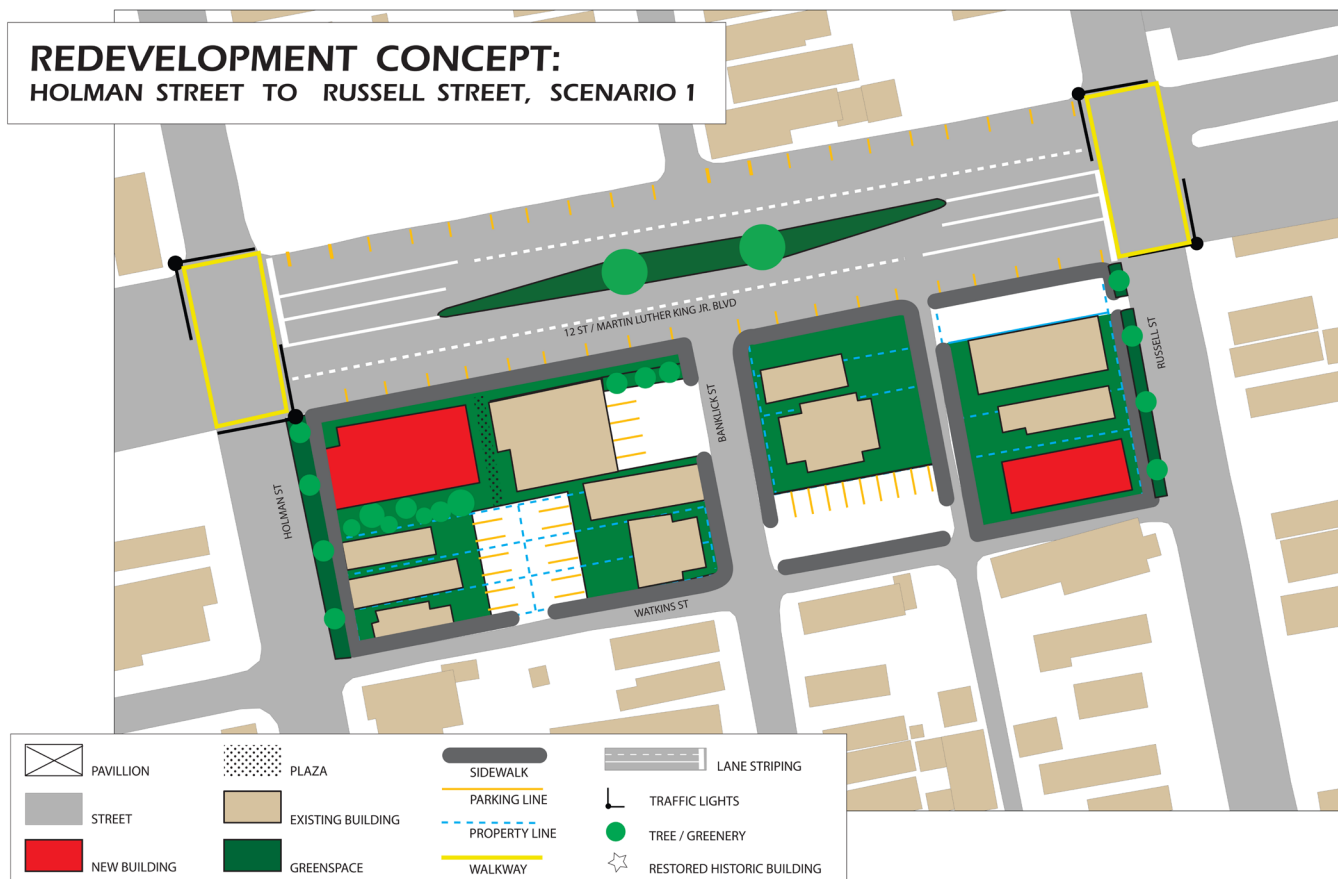 REDEVELOPMENT CONCEPT:
HOLMAN STREET TO RUSSELL STREET, SCENARIO 1
12 ST / MARTIN LUTHER KING JR. BLVD
RUSSELL ST
BANKLICK ST
HOLMAN ST
WATKINS ST
PAVILLION
PLAZA
SIDEWALK
LANE STRIPING
STREET
EXISTING BUILDING
PARKING LINE
TRAFFIC LIGHTS
PROPERTY LINE
TREE / GREENERY
NEW BUILDING
GREENSPACE
WALKWAY
RESTORED HISTORIC BUILDING